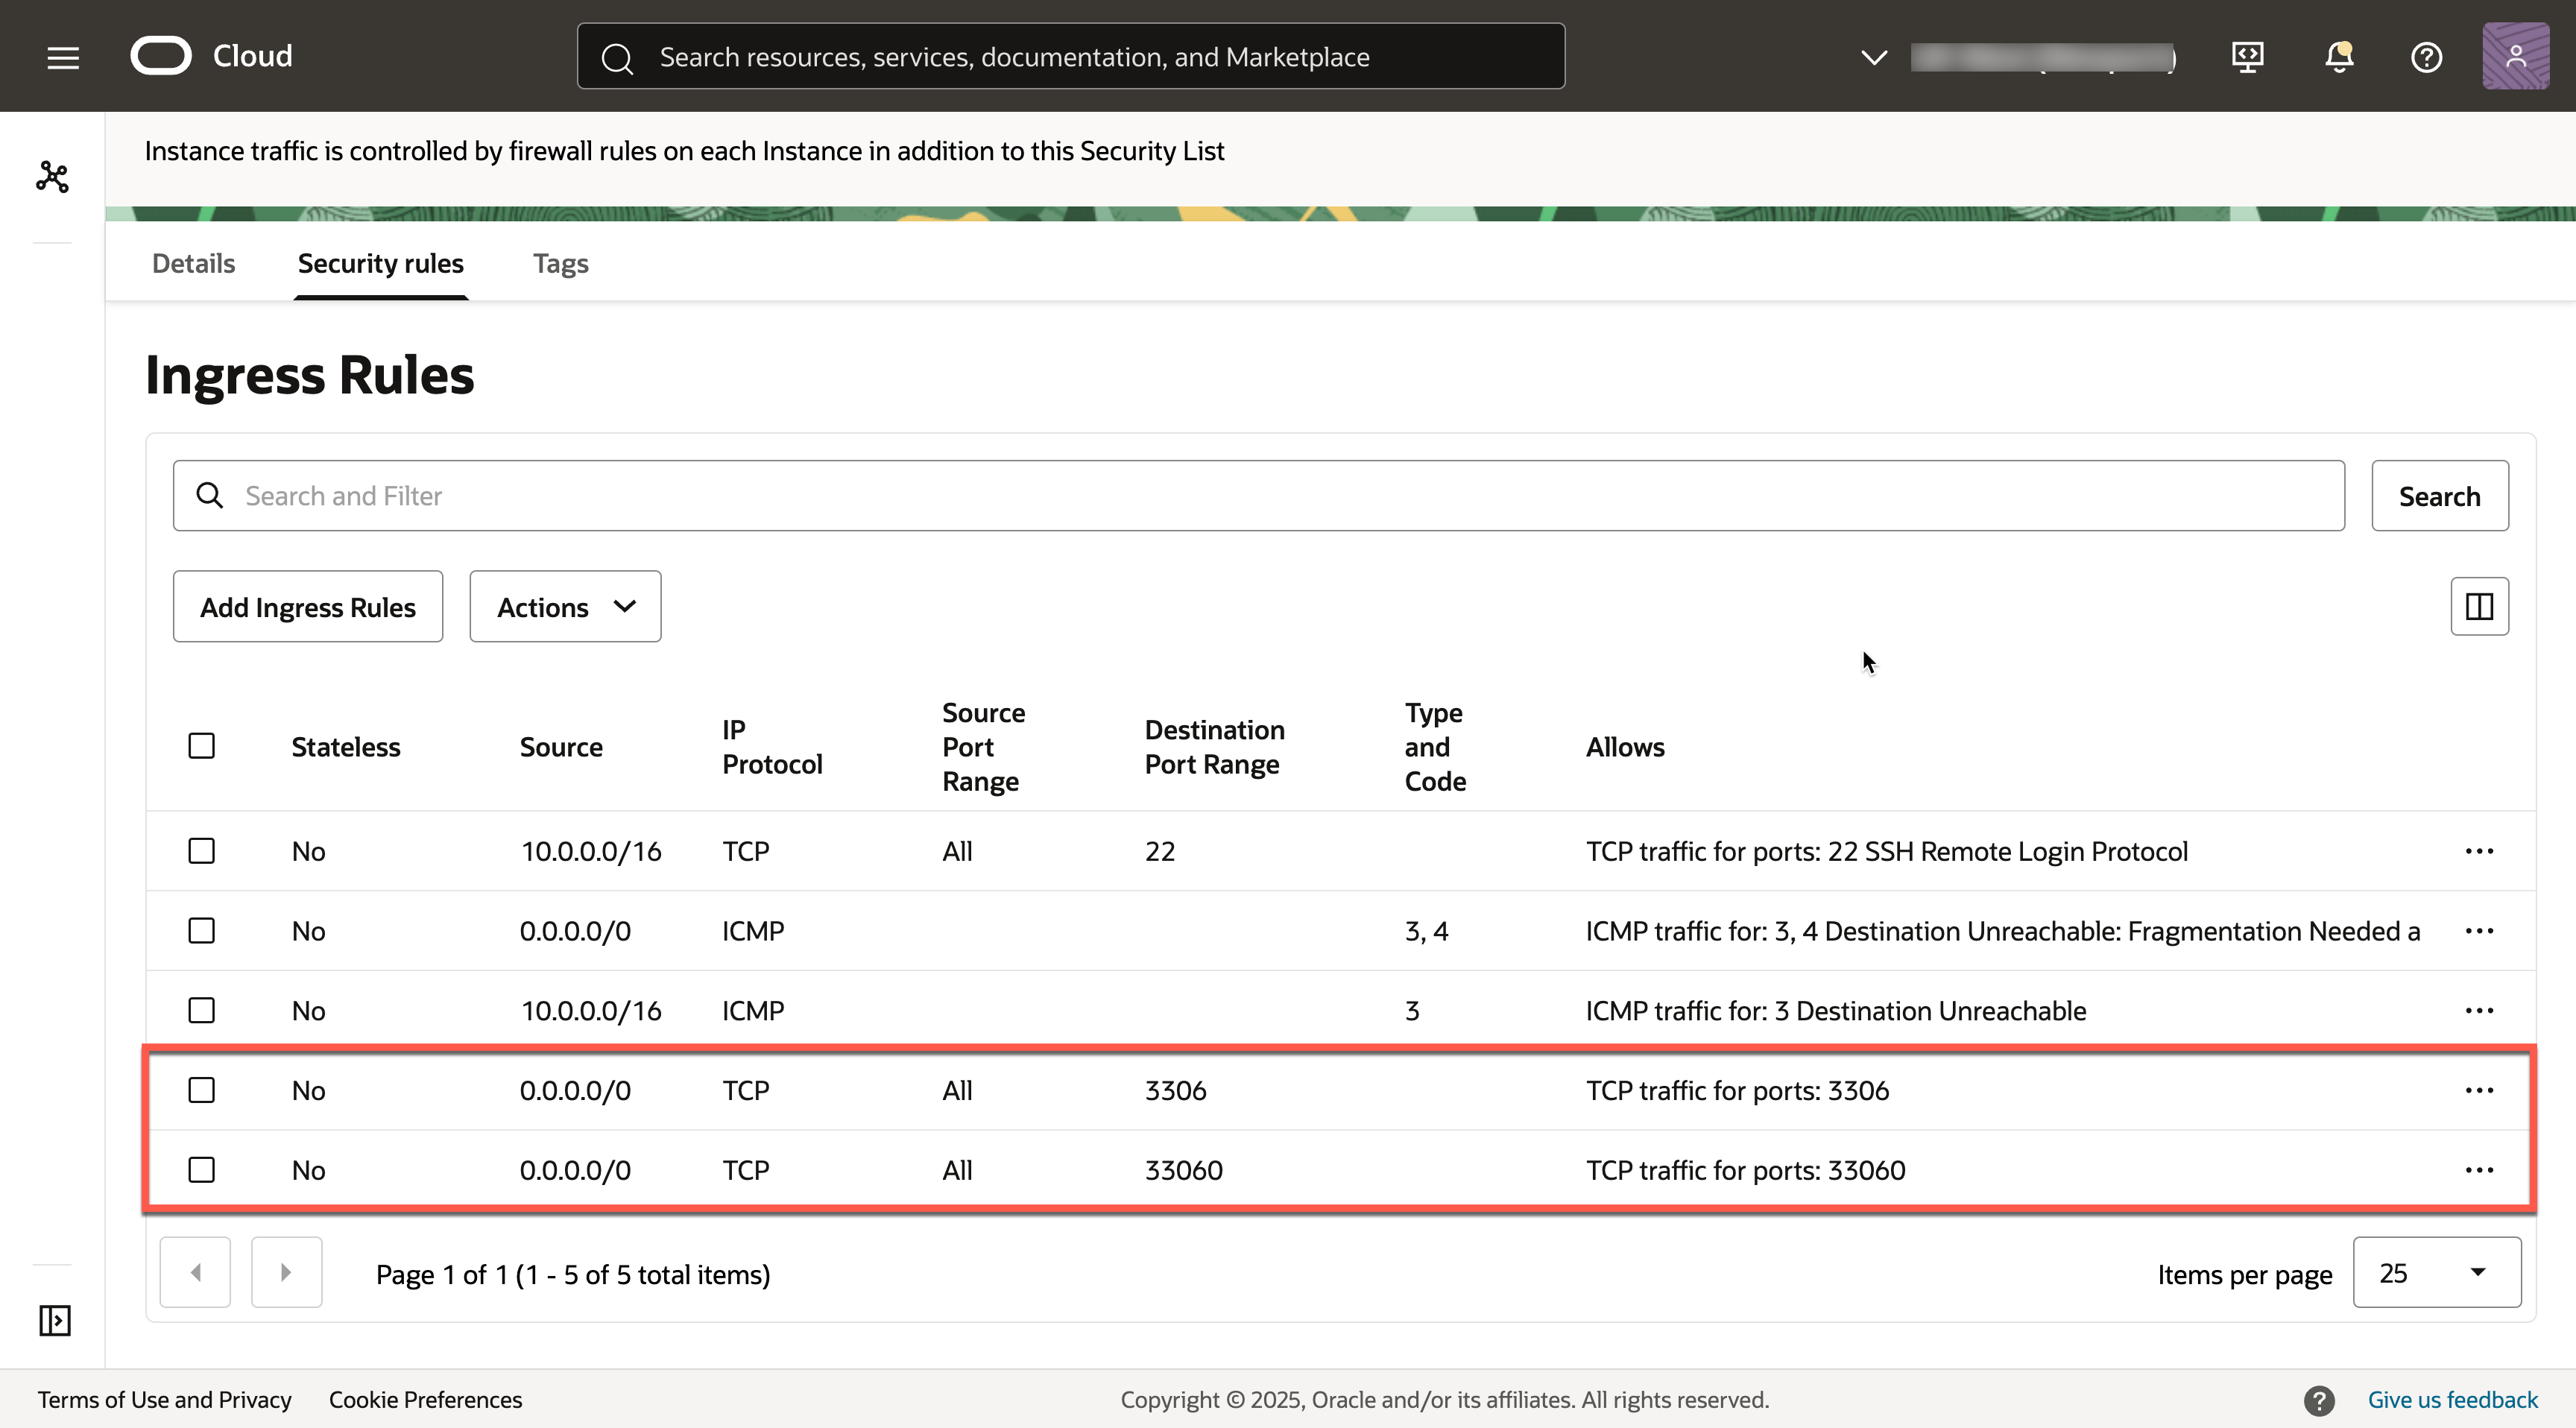 Cloud
Search resources, services, documentation, and Marketplace
Instance traffic is controlled by firewall rules on each Instance in addition to this Security List
Details Security rules Tags
Ingress Rules
Search and Filter Search
Add Ingress Rules Actions
Stateless Source IP Protocol Source Port Range Destination Port Range Type and Code Allows
No 10.0.0.0/16 TCP All 22 TCP traffic for ports: 22 SSH Remote Login Protocol
No 0.0.0.0/0 ICMP 3, 4 ICMP traffic for: 3, 4 Destination Unreachable: Fragmentation Needed a
No 10.0.0.0/16 ICMP 3 ICMP traffic for: 3 Destination Unreachable
No 0.0.0.0/0 TCP All 3306 TCP traffic for ports: 3306
No 0.0.0.0/0 TCP All 33060 TCP traffic for ports: 33060
Page 1 of 1 (1 - 5 of 5 total items) Items per page 25
Terms of Use and Privacy Cookie Preferences Copyright © 2025, Oracle and/or its affiliates. All rights reserved. Give us feedback